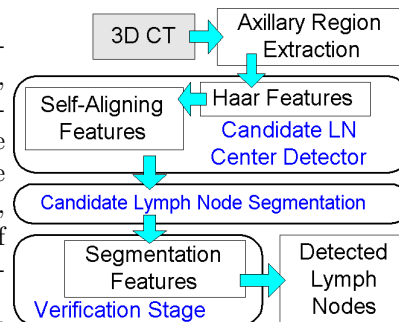 3D CT
Axillary Region
Extraction
Haar Features
Self-Aligning
Features
Candidate LN
Center Detector
Candidate Lymph Node Segmentation
Segmentation
Features
Verification Stage
Detected
Lymph
Nodes